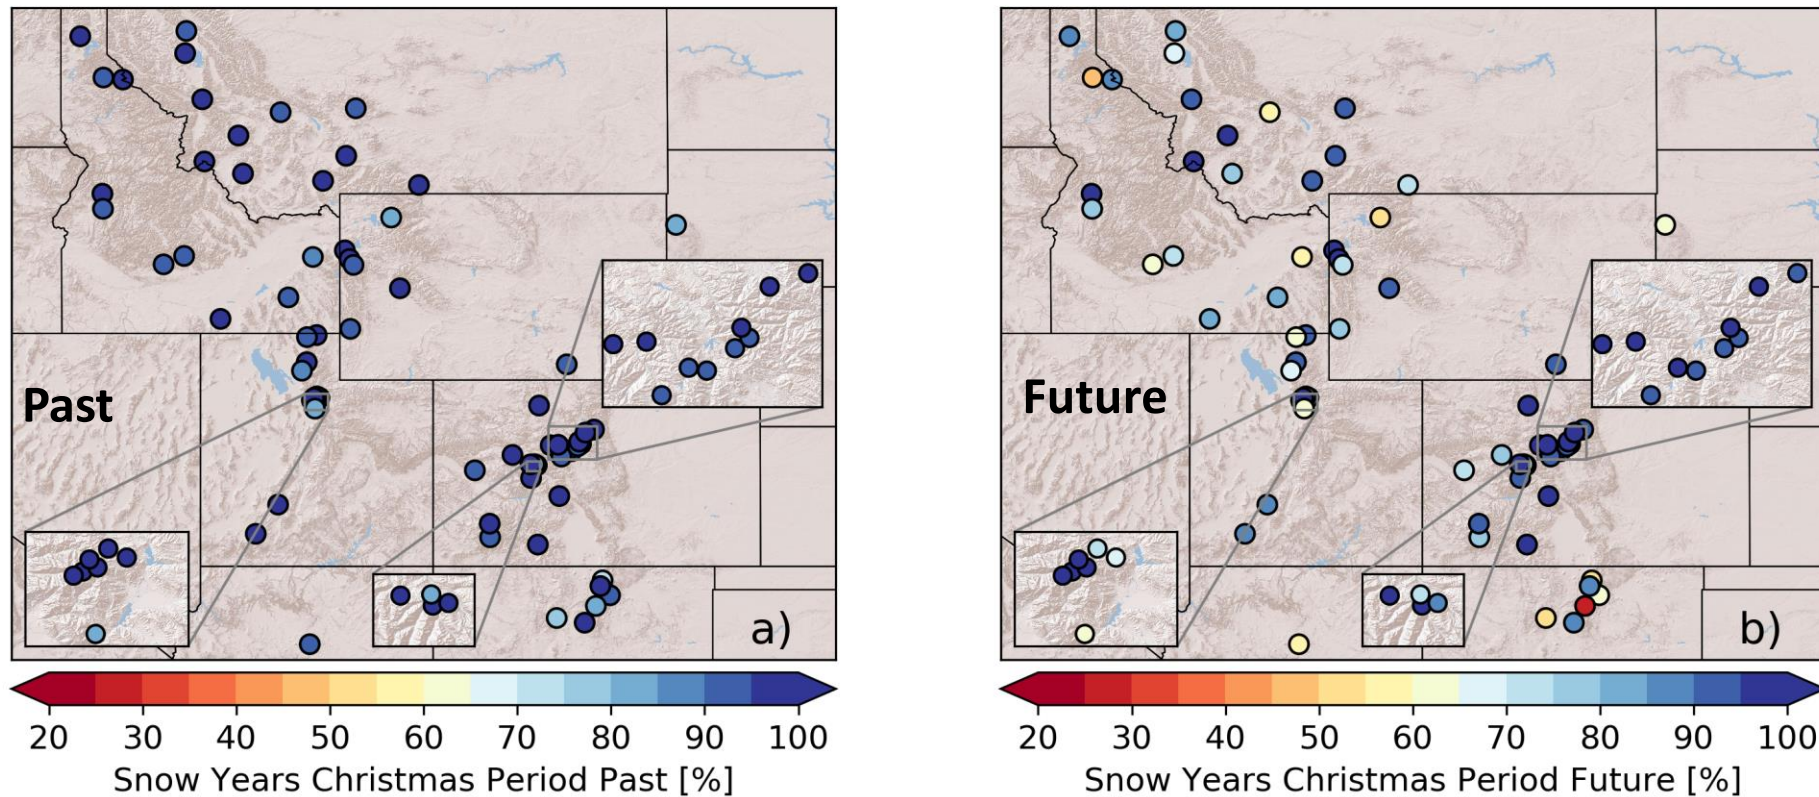 Past
a)
20 30 40 50 60 70 80 90 100
Snow Years Christmas Period Past [%]
Future
b)
20 30 40 50 60 70 80 90 100
Snow Years Christmas Period Future [%]